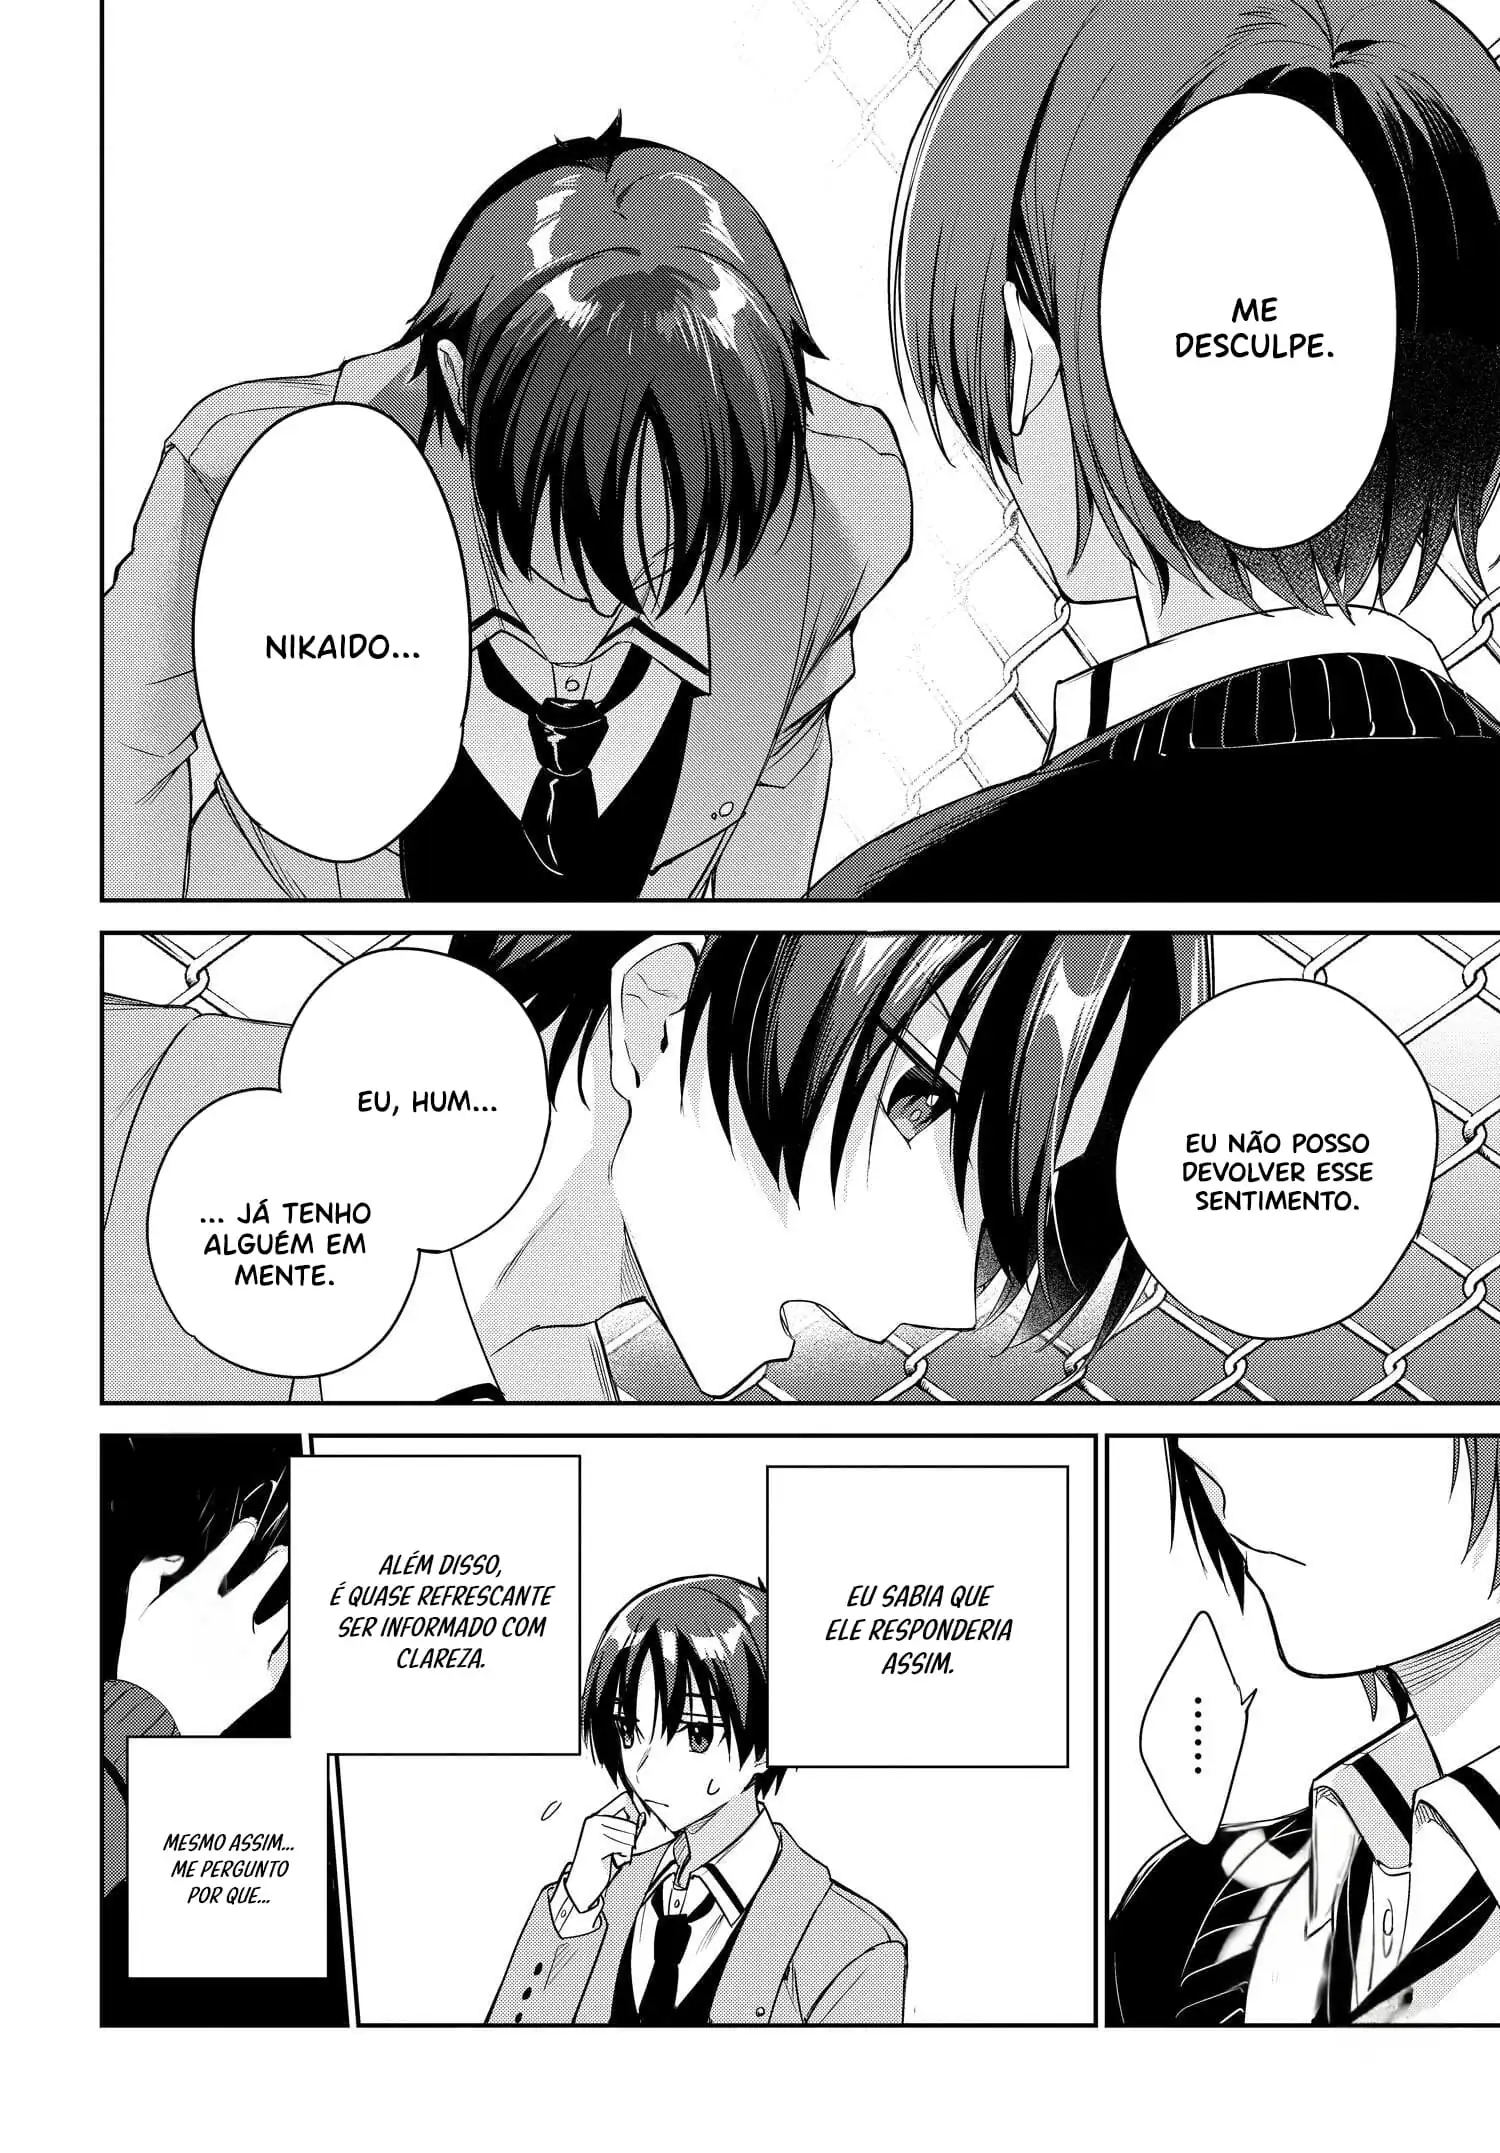 ME
DESCULPE.
NIKAIDO...
EU NÃO POSSO
DEVOLVER ESSE
SENTIMENTO.
EU, HUM...
... JÁ TENHO
ALGUÉM EM
MENTE.
......
EU SABIA QUE
ELE RESPONDERIA
ASSIM.
ALÉM DISSO,
É QUASE REFRESCANTE
SER INFORMADO COM
CLAREZA.
MESMO ASSIM...
ME PERGUNTO
POR QUE...